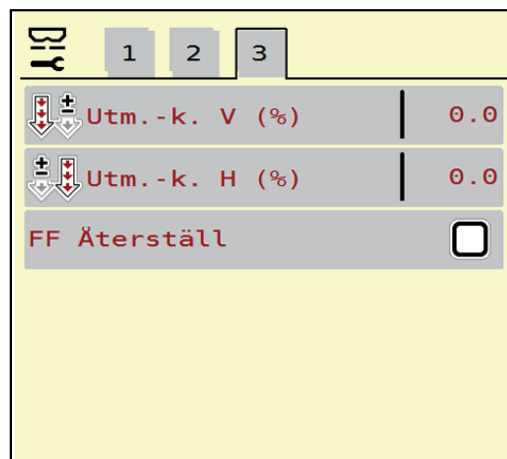 1 2 3
Utm.-k. V (%) 0.0
Utm.-k. H (%) 0.0
FF Återställ